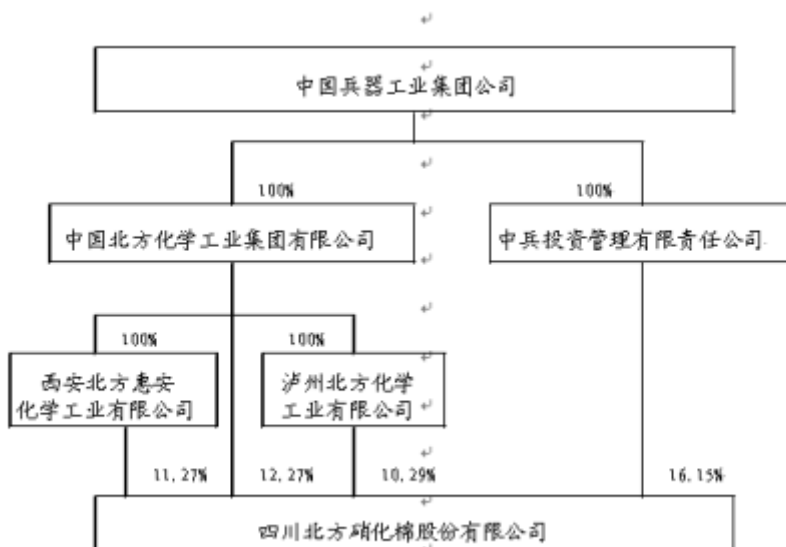 中国兵器工业集团公司
100%
100%
中国北方化学工业集团有限公司
中兵投资管理有限责任公司
100%
100%
西安北方惠安
化学工业有限公司
泸州北方化学
工业有限公司
11.27%
12.27%
10.29%
16.15%
四川北方硝化棉股份有限公司